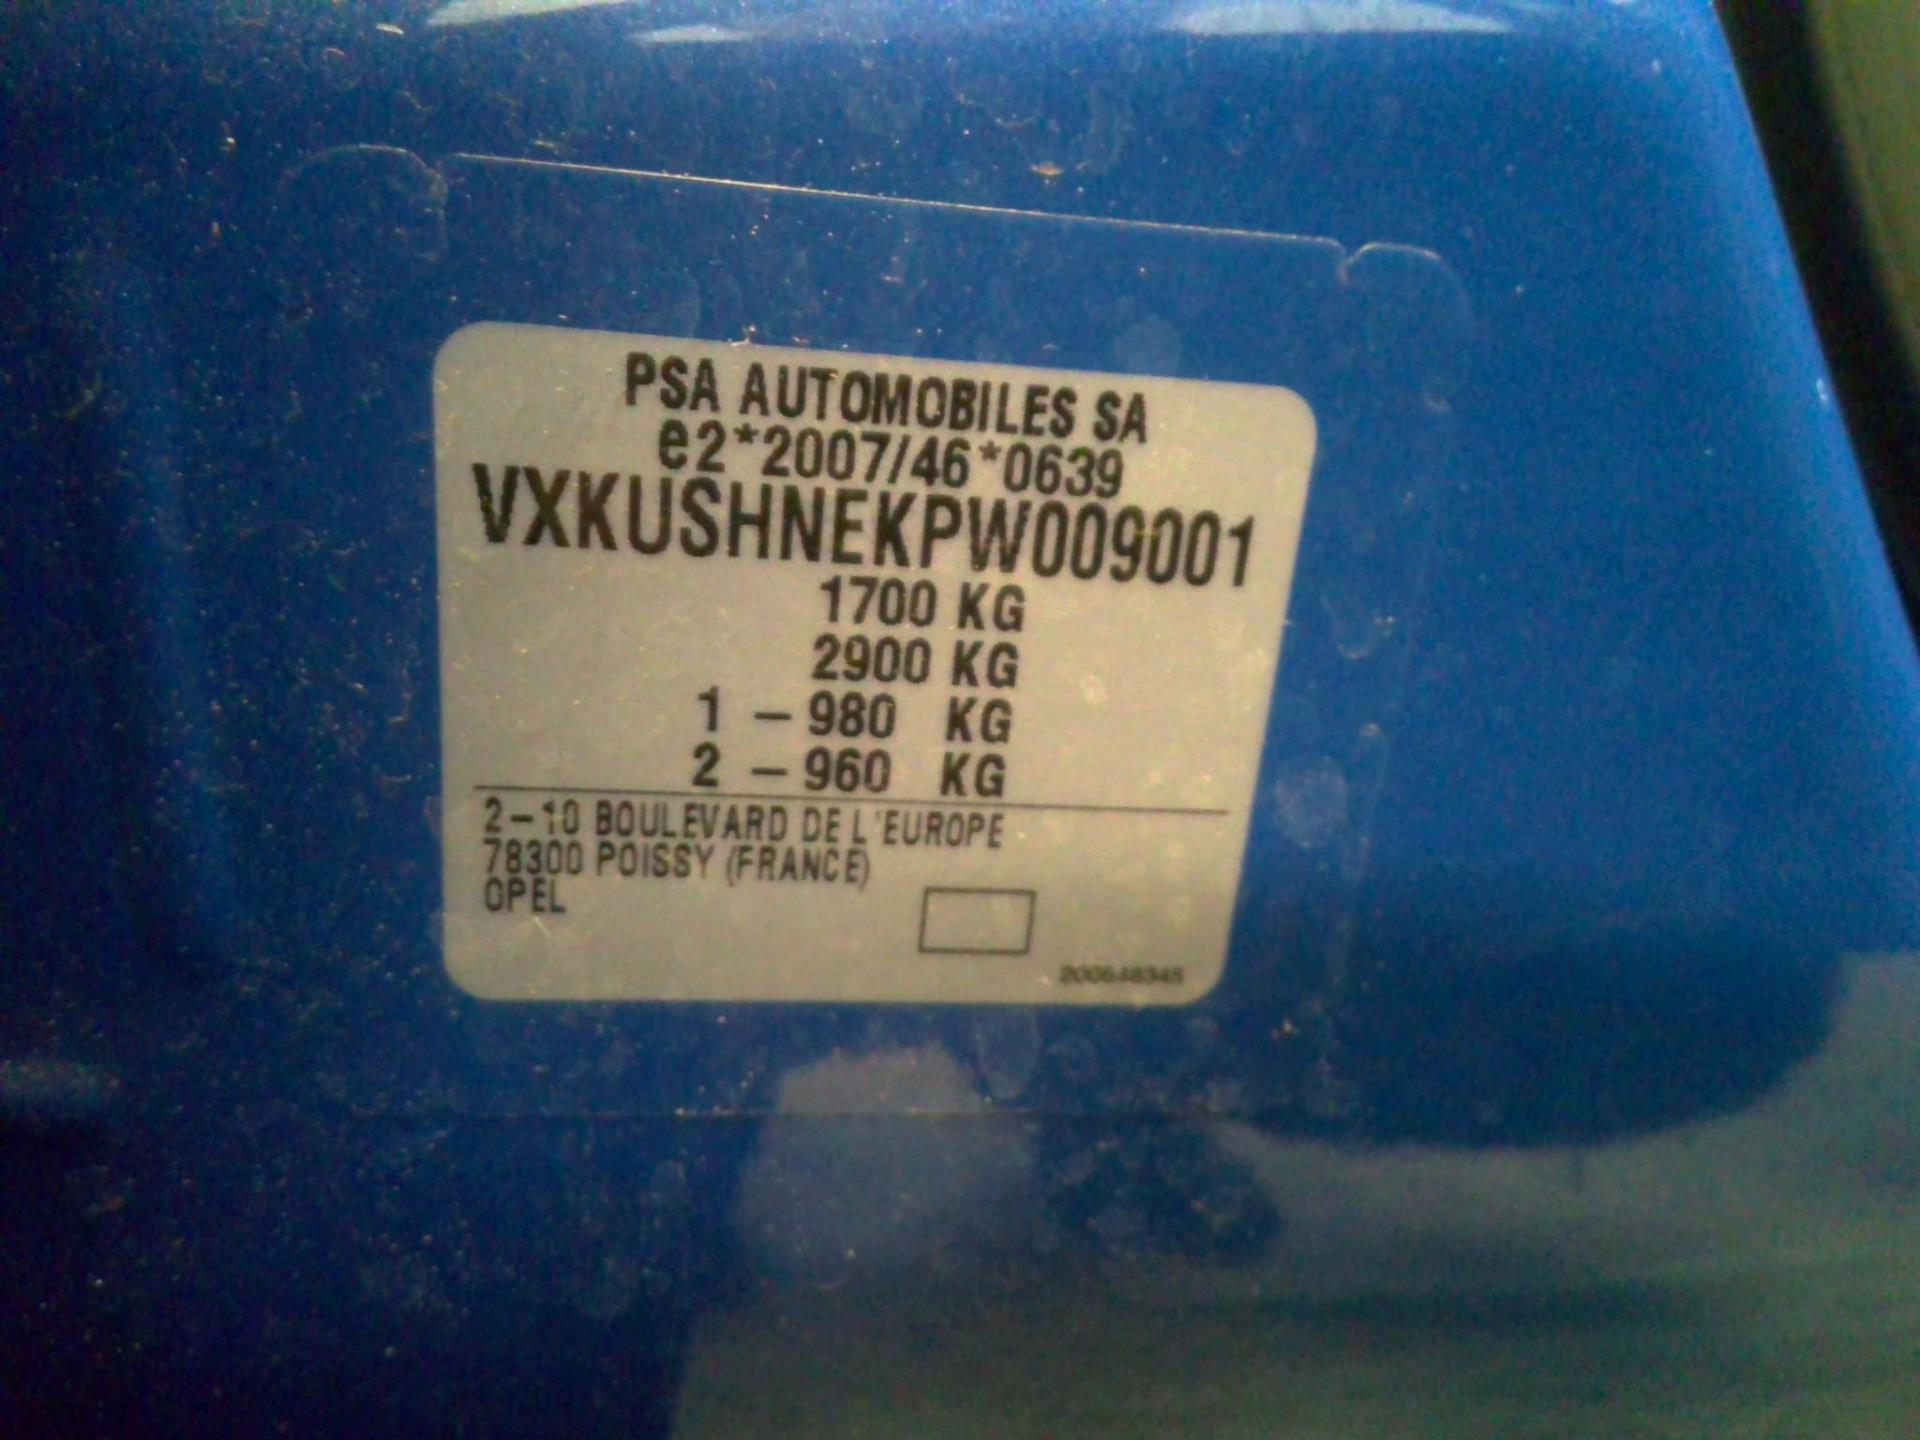 PSA AUTOMOBILES SA
e2*2007/46*0639
VXKUSHNEKPW009001
1700 KG
2900 KG
1 – 980 KG
2 – 960 KG
2–10 BOULEVARD DE L'EUROPE
78300 POISSY (FRANCE)
OPEL